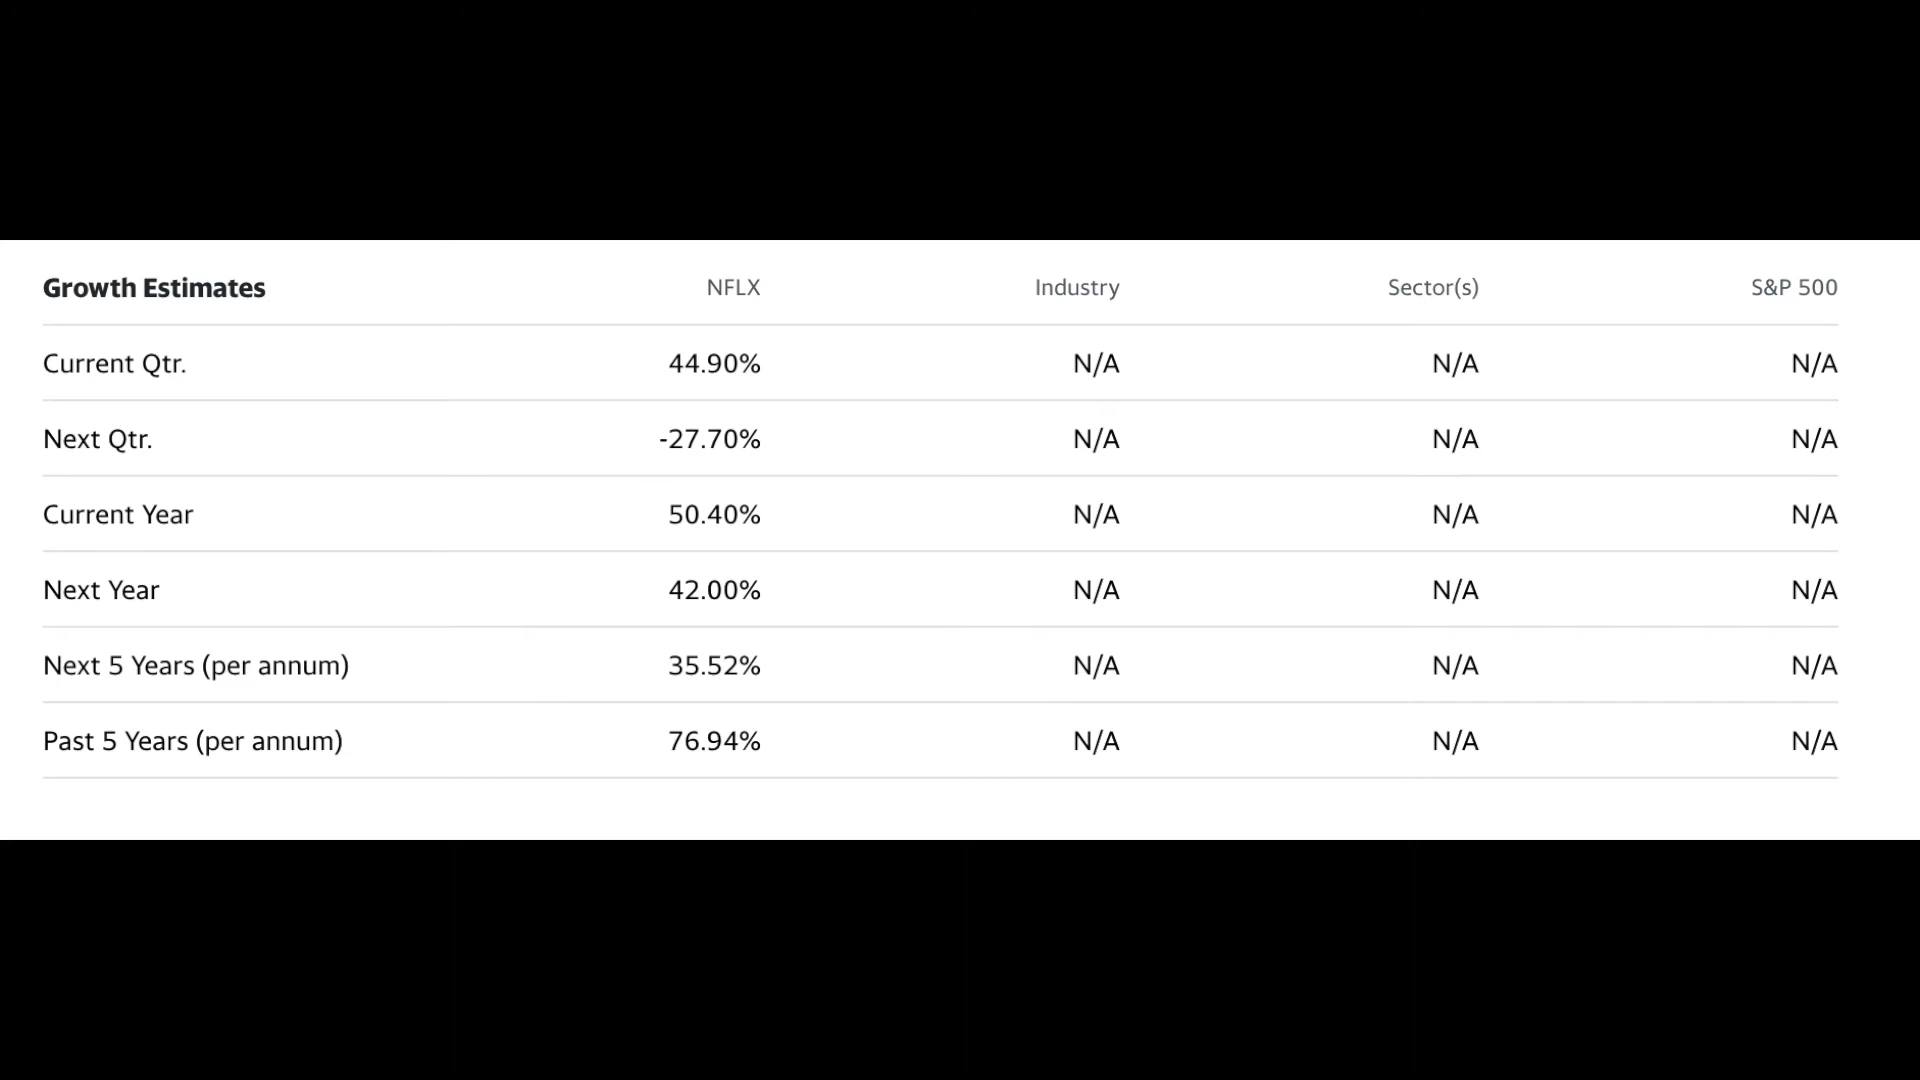 Growth Estimates NFLX Industry Sector(s) S&P 500
Current Qtr. 44.90% N/A N/A N/A
Next Qtr. -27.70% N/A N/A N/A
Current Year 50.40% N/A N/A N/A
Next Year 42.00% N/A N/A N/A
Next 5 Years (per annum) 35.52% N/A N/A N/A
Past 5 Years (per annum) 76.94% N/A N/A N/A